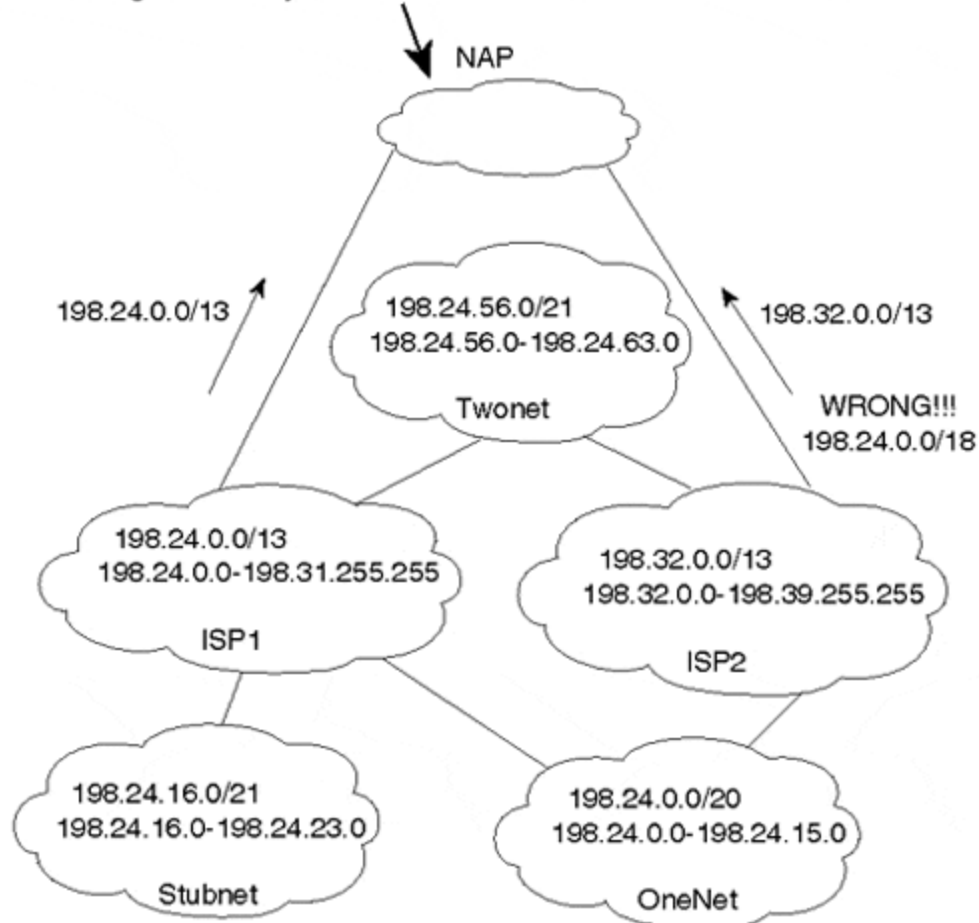 NAP
198.24.0.0/13
198.24.56.0/21
198.24.56.0-198.24.63.0
Twonet
198.32.0.0/13
WRONG!!!
198.24.0.0/18
198.24.0.0/13
198.24.0.0-198.31.255.255
ISP1
198.32.0.0/13
198.32.0.0-198.39.255.255
ISP2
198.24.16.0/21
198.24.16.0-198.24.23.0
Stubnet
198.24.0.0/20
198.24.0.0-198.24.15.0
OneNet